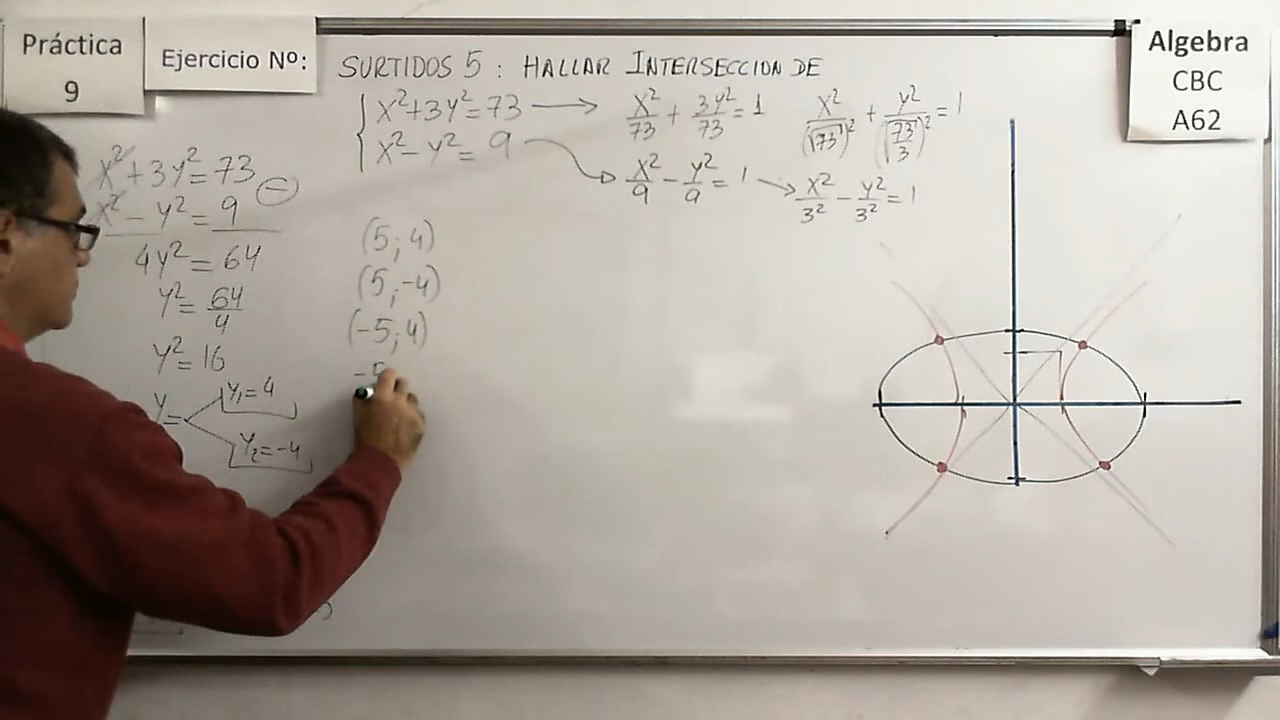 Práctica
9
Ejercicio Nº:
SURTIDOS 5 : HALLAR INTERSECCION DE
Algebra
CBC
A62
x²+3y²=73 → x²/73 + 3y²/73 = 1 x²/(√73)² + y²/(√73/3)² = 1
x²-y²= 9 → x²/9 - y²/9 = 1 → x²/3² - y²/3² = 1
x²+3y²=73
x²-y²= 9 (-)
4y²= 64
y²= 64/4
y²= 16
y=
y₁= 4
y₂= -4
(5; 4)
(5; -4)
(-5; 4)
-5